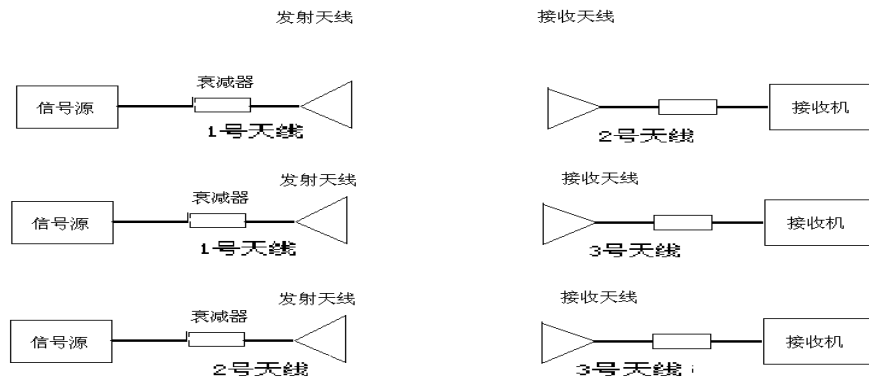 发射天线 接收天线
衰减器
信号源 接收机
1号天线 2号天线
发射天线 接收天线
衰减器
信号源 接收机
1号天线 3号天线
发射天线 接收天线
衰减器
信号源 接收机
2号天线 3号天线